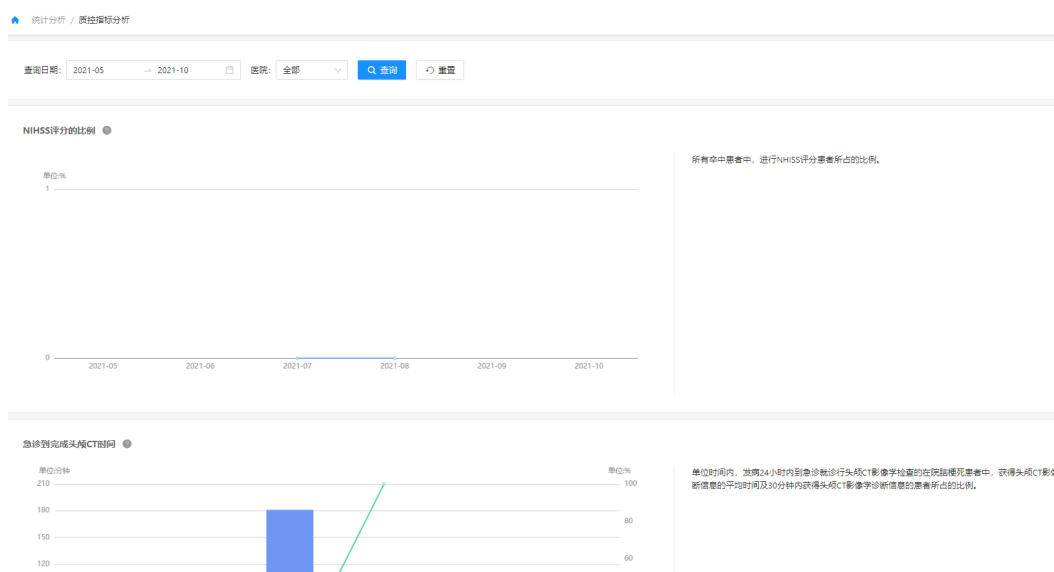 统计分析 / 质控指标分析
查询日期: 2021-05 → 2021-10 医院: 全部 查询 重置
NIHSS评分的比例
所有卒中患者中，进行NHISS评分患者所占的比例。
单位:%
1
0
2021-05 2021-06 2021-07 2021-08 2021-09 2021-10
急诊到完成头颅CT时间
单位:分钟 单位:%
单位时间内，发病24小时内到急诊就诊行头颅CT影像学检查的在院脑梗死患者中，获得头颅CT影像
断信息的平均时间及30分钟内获得头颅CT影像学诊断信息的患者所占的比例。
210 100
180
80
150
60
120